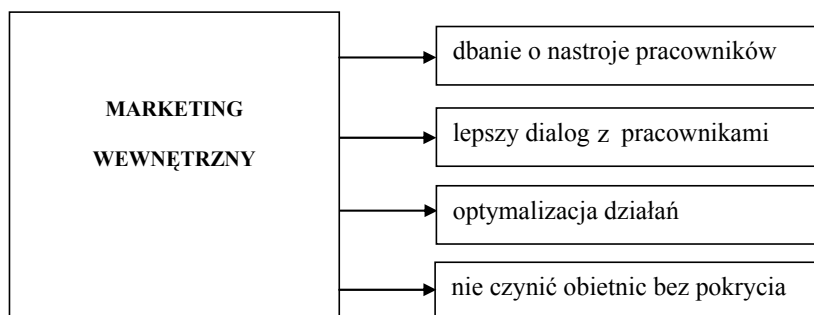 MARKETING
WEWNĘTRZNY
dbanie o nastroje pracowników
lepszy dialog z pracownikami
optymalizacja działań
nie czynić obietnic bez pokrycia